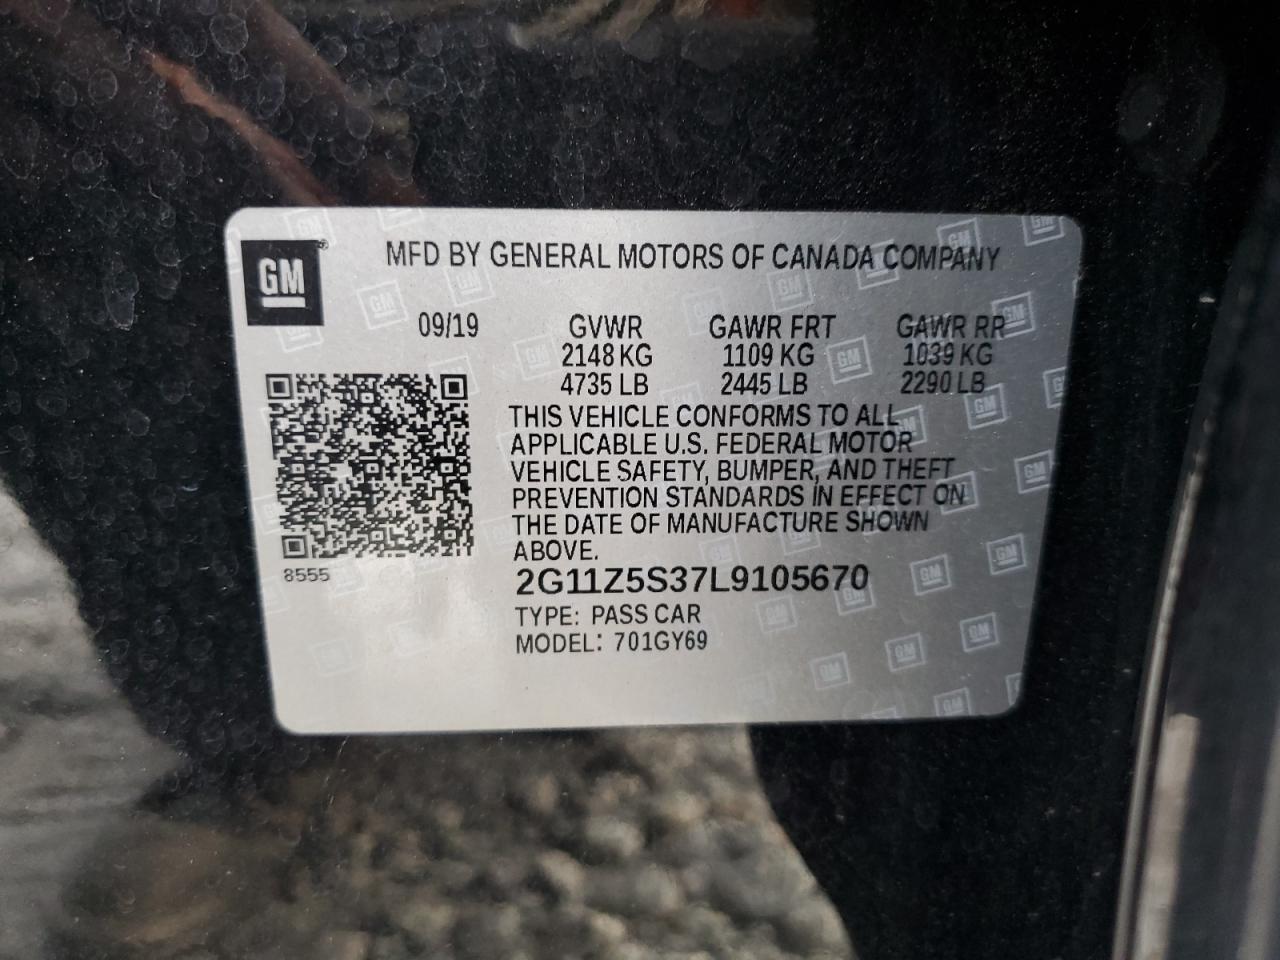 GM
MFD BY GENERAL MOTORS OF CANADA COMPANY
09/19 GVWR GAWR FRT GAWR RR
2148 KG 1109 KG 1039 KG
4735 LB 2445 LB 2290 LB
THIS VEHICLE CONFORMS TO ALL
APPLICABLE U.S. FEDERAL MOTOR
VEHICLE SAFETY, BUMPER, AND THEFT
PREVENTION STANDARDS IN EFFECT ON
THE DATE OF MANUFACTURE SHOWN
ABOVE.
8555
2G11Z5S37L9105670
TYPE: PASS CAR
MODEL: 701GY69